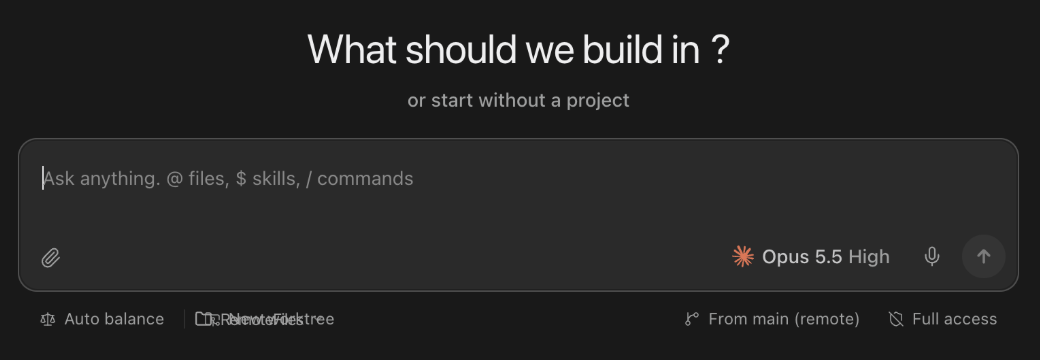 What should we build in ?
or start without a project
Ask anything. @ files, $ skills, / commands
Opus 5.5 High
Auto balance
From main (remote)
Full access